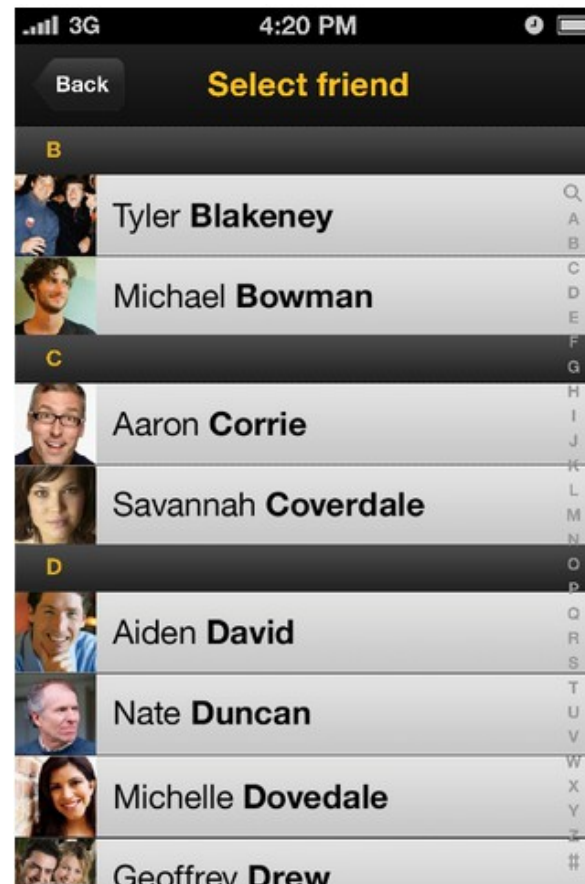 3G 4:20 PM
Back Select friend
B
Tyler Blakeney
Michael Bowman
C
Aaron Corrie
Savannah Coverdale
D
Aiden David
Nate Duncan
Michelle Dovedale
Geoffrey Drew
A
B
C
D
E
F
G
H
I
J
K
L
M
N
O
P
Q
R
S
T
U
V
W
X
Y
Z
#